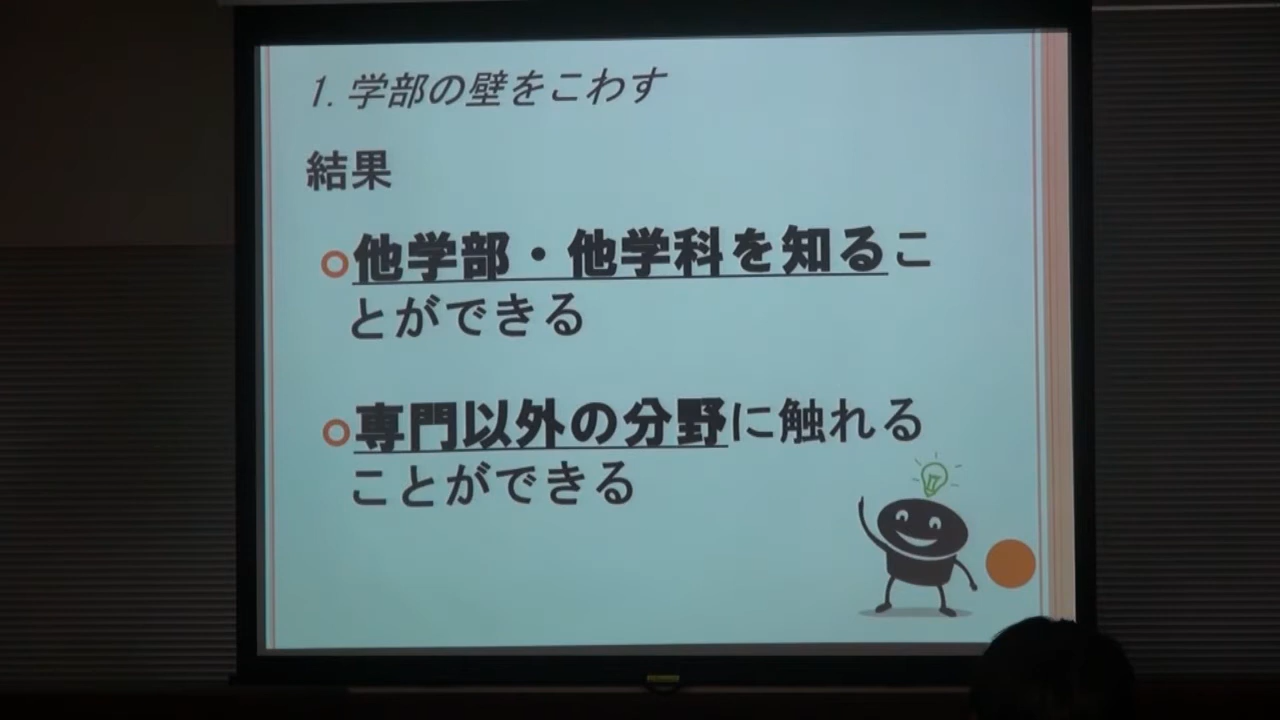 1. 学部の壁をこわす
結果
他学部・他学科を知るこ
とができる
専門以外の分野に触れる
ことができる